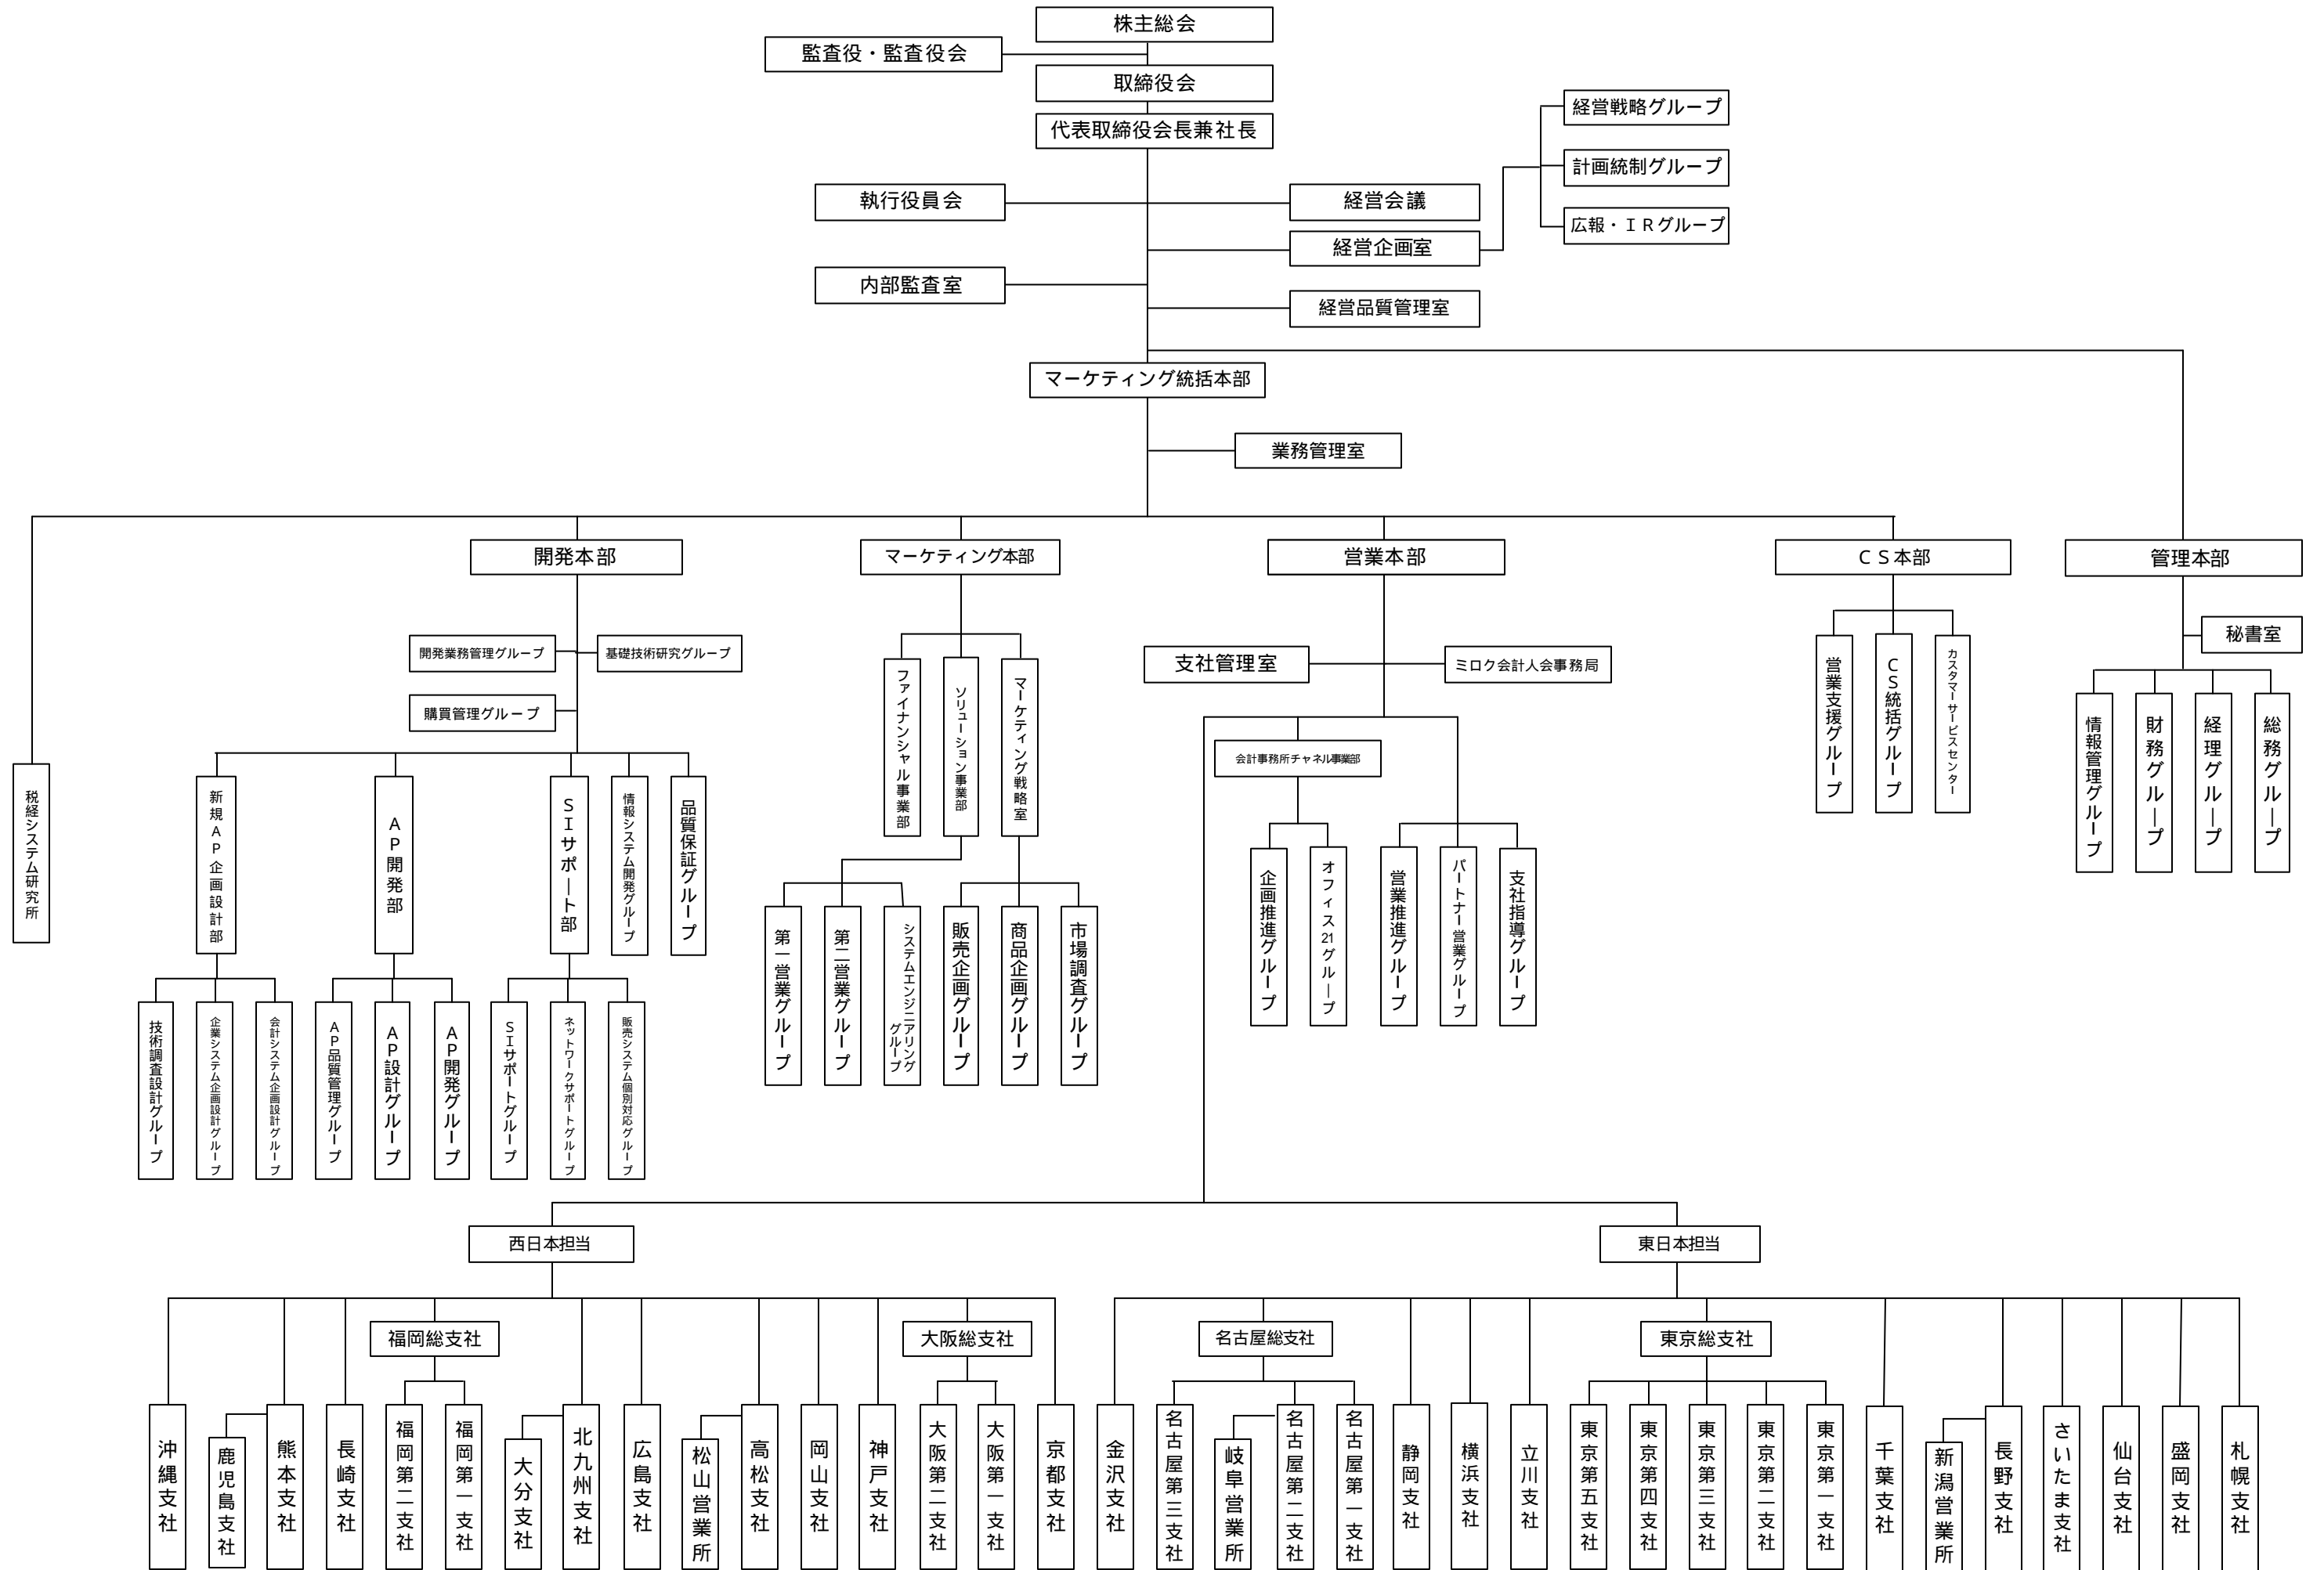 株主総会
監査役・監査役会
取締役会
代表取締役会長兼社長
経営戦略グループ
計画統制グループ
広報・ＩＲグループ
執行役員会
経営会議
経営企画室
内部監査室
経営品質管理室
マーケティング統括本部
業務管理室
開発本部
マーケティング本部
営業本部
ＣＳ本部
管理本部
開発業務管理グループ
基礎技術研究グループ
購買管理グループ
支社管理室
ミロク会計人会事務局
秘書室
ファイナンシャル事業部
ソリューション事業部
マーケティング戦略室
会計事務所チャネル事業部
営業支援グループ
ＣＳ統括グループ
カスタマーサービスセンター
情報管理グループ
財務グループ
経理グループ
総務グループ
税経システム研究所
新規ＡＰ企画設計部
ＡＰ開発部
ＳＩサポート部
情報システム開発グループ
品質保証グループ
企画推進グループ
オフィス21グループ
営業推進グループ
パートナー営業グループ
支社指導グループ
第一営業グループ
第二営業グループ
システムエンジニアリング
グループ
販売企画グループ
商品企画グループ
市場調査グループ
技術調査設計グループ
企業システム企画設計グループ
会計システム企画設計グループ
ＡＰ品質管理グループ
ＡＰ設計グループ
ＡＰ開発グループ
ＳＩサポートグループ
ネットワークサポートグループ
販売システム個別対応グループ
西日本担当
東日本担当
福岡総支社
大阪総支社
名古屋総支社
東京総支社
沖縄支社
鹿児島支社
熊本支社
長崎支社
福岡第二支社
福岡第一支社
大分支社
北九州支社
広島支社
松山営業所
高松支社
岡山支社
神戸支社
大阪第二支社
大阪第一支社
京都支社
金沢支社
名古屋第三支社
岐阜営業所
名古屋第二支社
名古屋第一支社
静岡支社
横浜支社
立川支社
東京第五支社
東京第四支社
東京第三支社
東京第二支社
東京第一支社
千葉支社
新潟営業所
長野支社
さいたま支社
仙台支社
盛岡支社
札幌支社